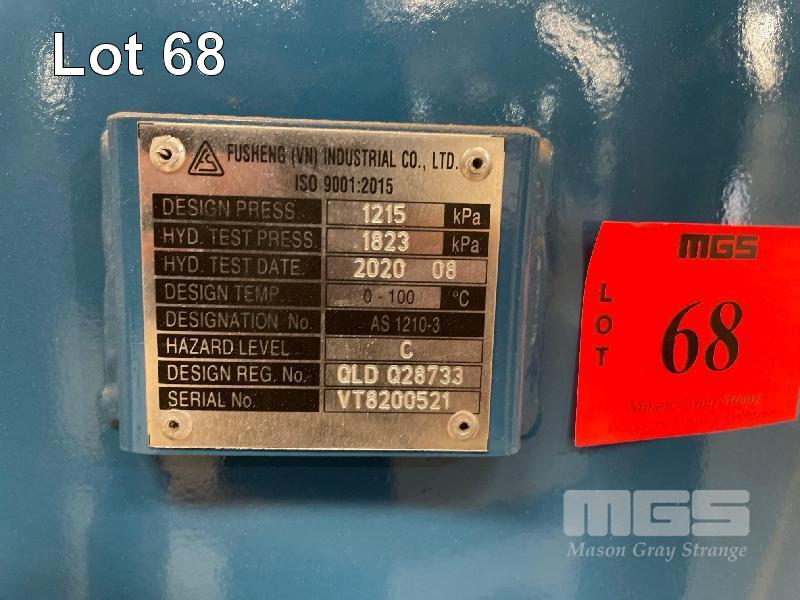 Lot 68
FUSHENG (VN) INDUSTRIAL CO., LTD.
ISO 9001:2015
DESIGN PRESS. 1215 kPa
HYD. TEST PRESS. 1823 kPa
HYD. TEST DATE. 2020 08
DESIGN TEMP. 0 - 100 °C
DESIGNATION No. AS 1210-3
HAZARD LEVEL C
DESIGN REG. No. QLD Q28733
SERIAL No. VT8200521
MGS
LOT
68
Mason Gray Strange
MGS
Mason Gray Strange